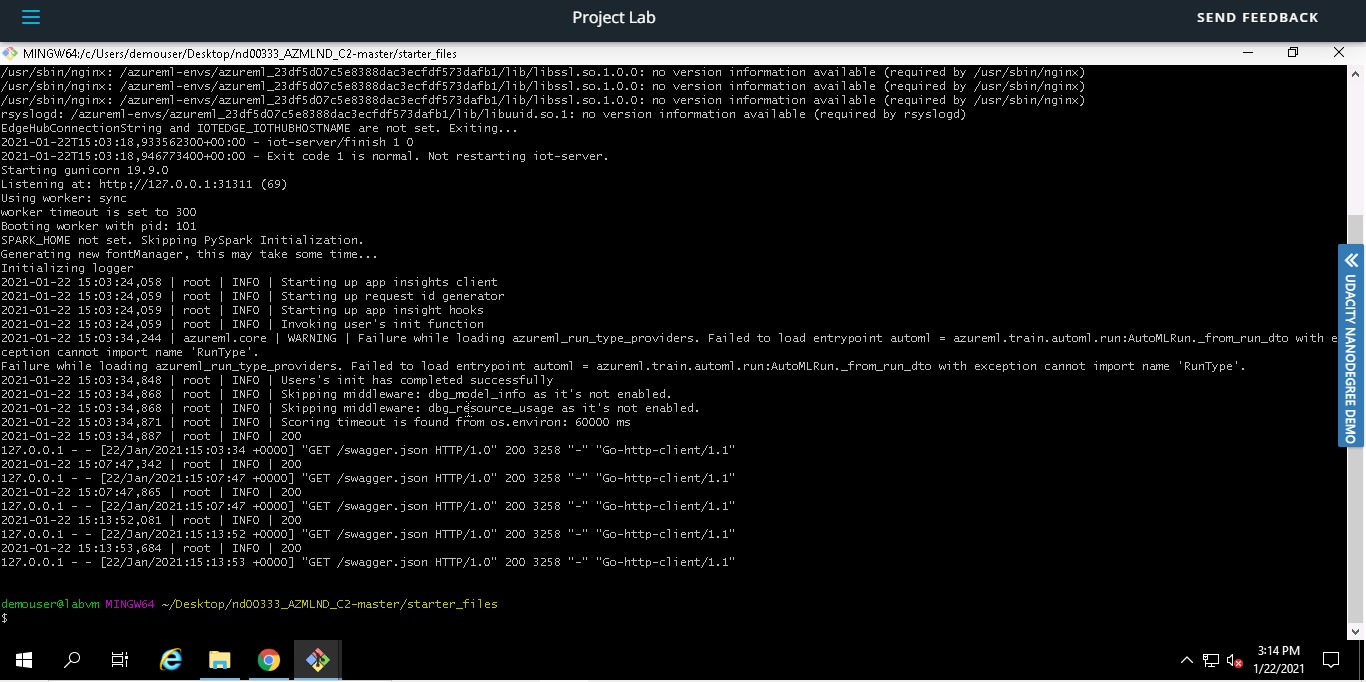 Project Lab
SEND FEEDBACK
MINGW64:/c/Users/demouser/Desktop/nd00333_AZMLND_C2-master/starter_files
/usr/sbin/nginx: /azureml-envs/azureml_23df5d07c5e8388dac3ecfdf573dafb1/lib/libssl.so.1.0.0: no version information available (required by /usr/sbin/nginx)
/usr/sbin/nginx: /azureml-envs/azureml_23df5d07c5e8388dac3ecfdf573dafb1/lib/libssl.so.1.0.0: no version information available (required by /usr/sbin/nginx)
/usr/sbin/nginx: /azureml-envs/azureml_23df5d07c5e8388dac3ecfdf573dafb1/lib/libssl.so.1.0.0: no version information available (required by /usr/sbin/nginx)
rsyslogd: /azureml-envs/azureml_23df5d07c5e8388dac3ecfdf573dafb1/lib/libuuid.so.1: no version information available (required by rsyslogd)
EdgeHubConnectionString and IOTEDGE_IOTHUBHOSTNAME are not set. Exiting...
2021-01-22T15:03:18,933562300+00:00 - iot-server/finish 1 0
2021-01-22T15:03:18,946773400+00:00 - Exit code 1 is normal. Not restarting iot-server.
Starting gunicorn 19.9.0
Listening at: http://127.0.0.1:31311 (69)
Using worker: sync
worker timeout is set to 300
Booting worker with pid: 101
SPARK_HOME not set. Skipping PySpark Initialization.
Generating new fontManager, this may take some time...
Initializing logger
2021-01-22 15:03:24,058 | root | INFO | Starting up app insights client
2021-01-22 15:03:24,059 | root | INFO | Starting up request id generator
2021-01-22 15:03:24,059 | root | INFO | Starting up app insight hooks
2021-01-22 15:03:24,059 | root | INFO | Invoking user's init function
2021-01-22 15:03:34,244 | azureml.core | WARNING | Failure while loading azureml_run_type_providers. Failed to load entrypoint automl = azureml.train.automl.run:AutoMLRun._from_run_dto with e
ception cannot import name 'RunType'.
Failure while loading azureml_run_type_providers. Failed to load entrypoint automl = azureml.train.automl.run:AutoMLRun._from_run_dto with exception cannot import name 'RunType'.
2021-01-22 15:03:34,848 | root | INFO | Users's init has completed successfully
2021-01-22 15:03:34,868 | root | INFO | Skipping middleware: dbg_model_info as it's not enabled.
2021-01-22 15:03:34,868 | root | INFO | Skipping middleware: dbg_resource_usage as it's not enabled.
2021-01-22 15:03:34,871 | root | INFO | Scoring timeout is found from os.environ: 60000 ms
2021-01-22 15:03:34,887 | root | INFO | 200
127.0.0.1 - - [22/Jan/2021:15:03:34 +0000] "GET /swagger.json HTTP/1.0" 200 3258 "-" "Go-http-client/1.1"
2021-01-22 15:07:47,342 | root | INFO | 200
127.0.0.1 - - [22/Jan/2021:15:07:47 +0000] "GET /swagger.json HTTP/1.0" 200 3258 "-" "Go-http-client/1.1"
2021-01-22 15:07:47,865 | root | INFO | 200
127.0.0.1 - - [22/Jan/2021:15:07:47 +0000] "GET /swagger.json HTTP/1.0" 200 3258 "-" "Go-http-client/1.1"
2021-01-22 15:13:52,081 | root | INFO | 200
127.0.0.1 - - [22/Jan/2021:15:13:52 +0000] "GET /swagger.json HTTP/1.0" 200 3258 "-" "Go-http-client/1.1"
2021-01-22 15:13:53,684 | root | INFO | 200
127.0.0.1 - - [22/Jan/2021:15:13:53 +0000] "GET /swagger.json HTTP/1.0" 200 3258 "-" "Go-http-client/1.1"
demouser@labvm MINGW64 ~/Desktop/nd00333_AZMLND_C2-master/starter_files
$
UDACITY NANODEGREE DEMO
3:14 PM
1/22/2021